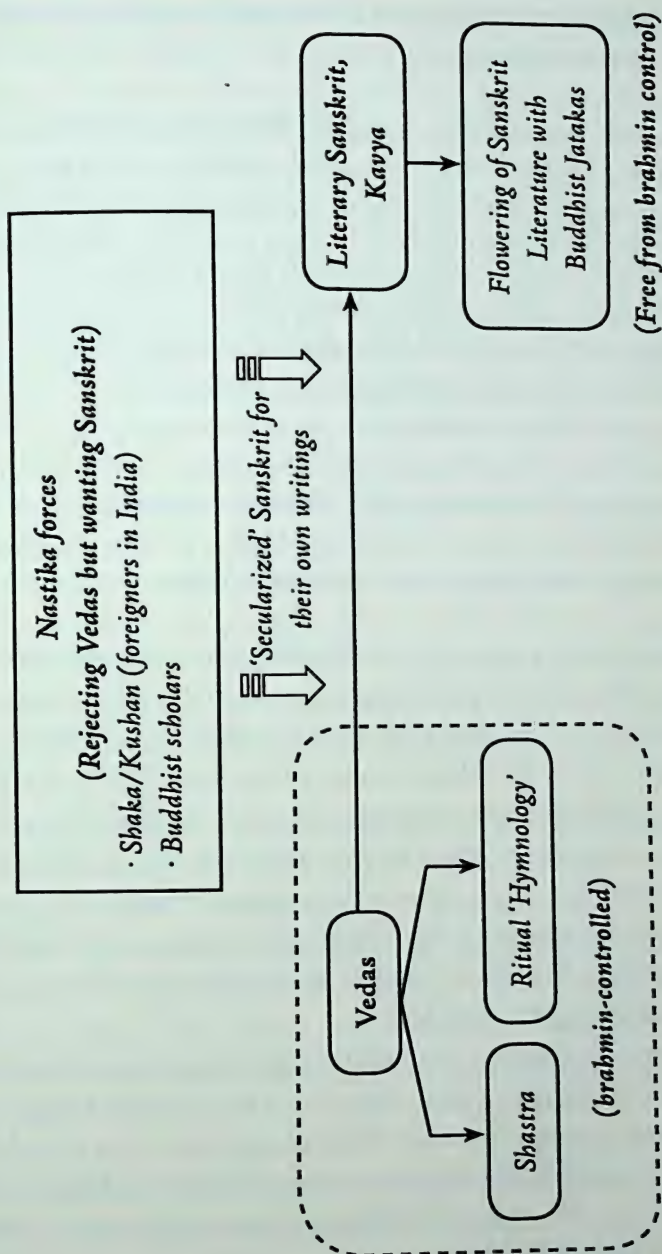 Nastika forces
(Rejecting Vedas but wanting Sanskrit)
· Shaka/Kushan (foreigners in India)
· Buddhist scholars
'Secularized' Sanskrit for
their own writings
Vedas
Shastra
Ritual 'Hymnology'
(brahmin-controlled)
Literary Sanskrit,
Kavya
Flowering of Sanskrit
Literature with
Buddhist Jatakas
(Free from brahmin control)